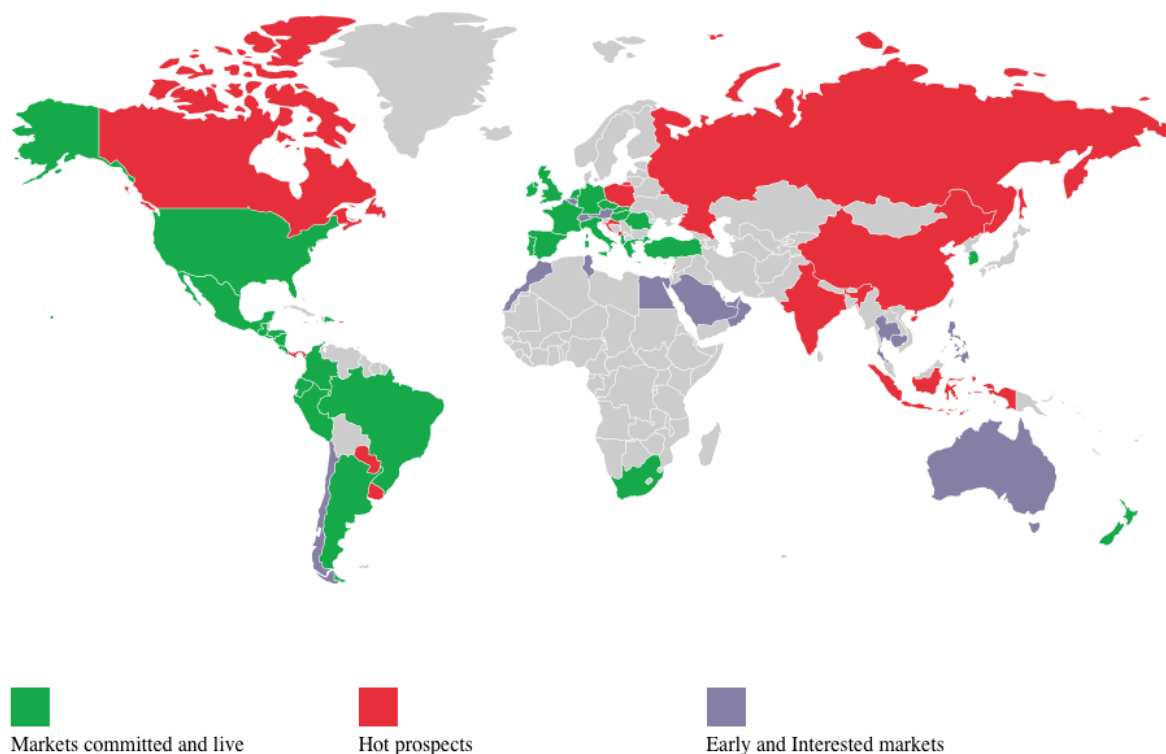 Markets committed and live
Hot prospects
Early and Interested markets